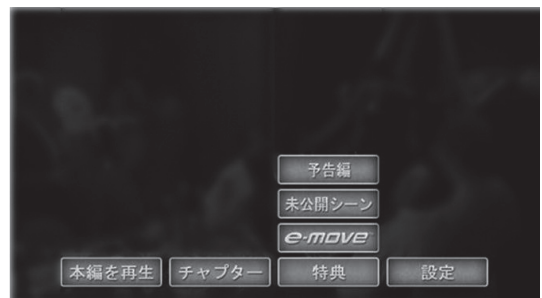 予告編
未公開シーン
e-move
本編を再生 チャプター 特典 設定